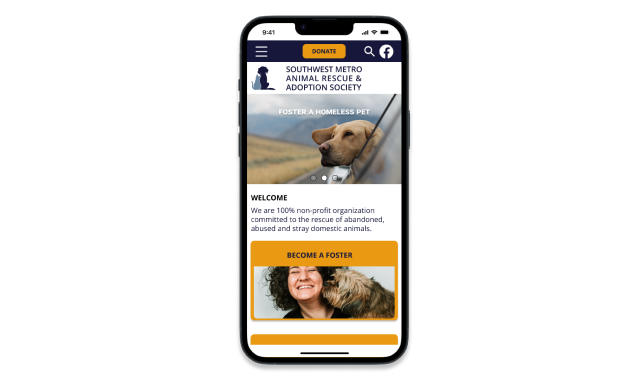 9:41
DONATE
SOUTHWEST METRO
ANIMAL RESCUE &
ADOPTION SOCIETY
FOSTER A HOMELESS PET
WELCOME
We are 100% non-profit organization
committed to the rescue of abandoned,
abused and stray domestic animals.
BECOME A FOSTER